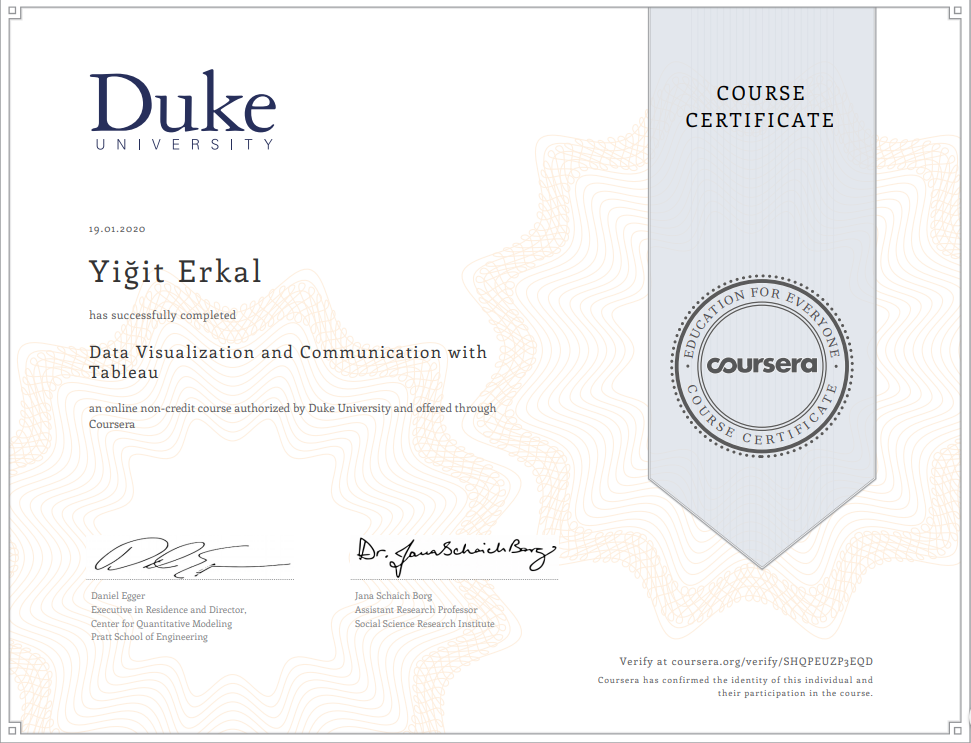 Duke
UNIVERSITY
COURSE
CERTIFICATE
19.01.2020
Yiğit Erkal
has successfully completed
Data Visualization and Communication with
Tableau
an online non-credit course authorized by Duke University and offered through
Coursera
EDUCATION FOR EVERYONE
coursera
COURSE CERTIFICATE
Dr. Jana Schaich Borg
Daniel Egger
Executive in Residence and Director,
Center for Quantitative Modeling
Pratt School of Engineering
Jana Schaich Borg
Assistant Research Professor
Social Science Research Institute
Verify at coursera.org/verify/SHQPEUZP3EQD
Coursera has confirmed the identity of this individual and
their participation in the course.